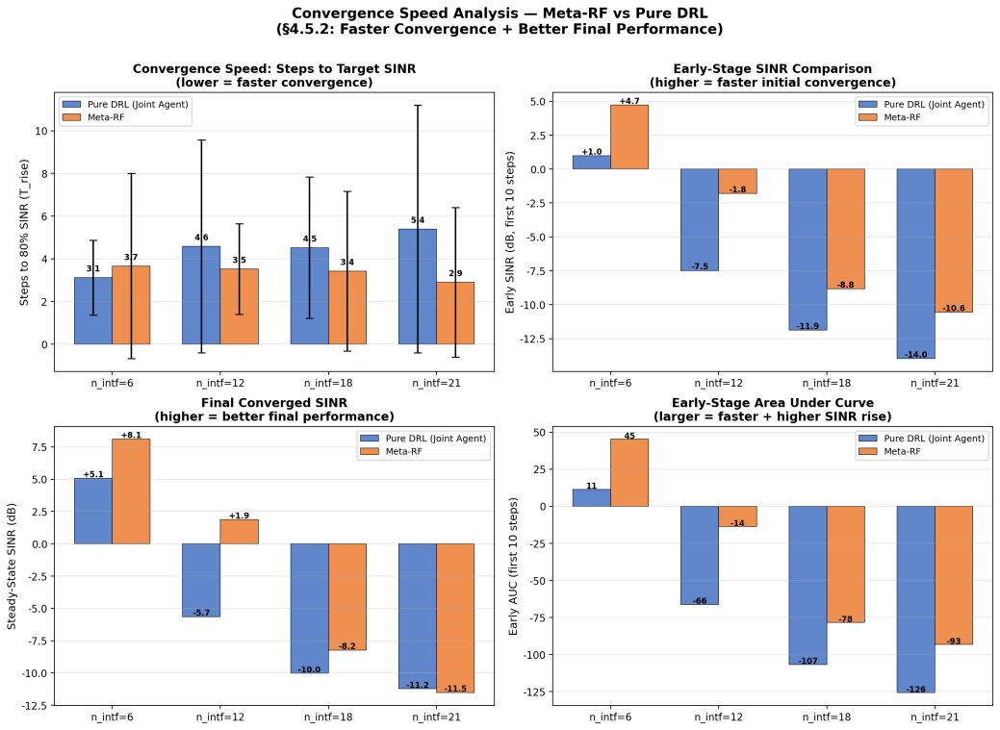 Convergence Speed Analysis — Meta-RF vs Pure DRL
(§4.5.2: Faster Convergence + Better Final Performance)
Convergence Speed: Steps to Target SINR
(lower = faster convergence)
Steps to 80% SINR (T_rise)
Pure DRL (Joint Agent)
Meta-RF
10
8
6
4
2
0
3.1
3.7
4.6
3.5
4.5
3.4
5.4
2.9
n_intf=6
n_intf=12
n_intf=18
n_intf=21
Early-Stage SINR Comparison
(higher = faster initial convergence)
Early SINR (dB, first 10 steps)
Pure DRL (Joint Agent)
Meta-RF
5.0
2.5
0.0
-2.5
-5.0
-7.5
-10.0
-12.5
+1.0
+4.7
-7.5
-1.8
-11.9
-8.8
-14.0
-10.6
n_intf=6
n_intf=12
n_intf=18
n_intf=21
Final Converged SINR
(higher = better final performance)
Steady-State SINR (dB)
Pure DRL (Joint Agent)
Meta-RF
7.5
5.0
2.5
0.0
-2.5
-5.0
-7.5
-10.0
-12.5
+5.1
+8.1
-5.7
+1.9
-10.0
-8.2
-11.2
-11.5
n_intf=6
n_intf=12
n_intf=18
n_intf=21
Early-Stage Area Under Curve
(larger = faster + higher SINR rise)
Early AUC (first 10 steps)
Pure DRL (Joint Agent)
Meta-RF
50
25
0
-25
-50
-75
-100
-125
11
45
-66
-14
-107
-78
-126
-93
n_intf=6
n_intf=12
n_intf=18
n_intf=21